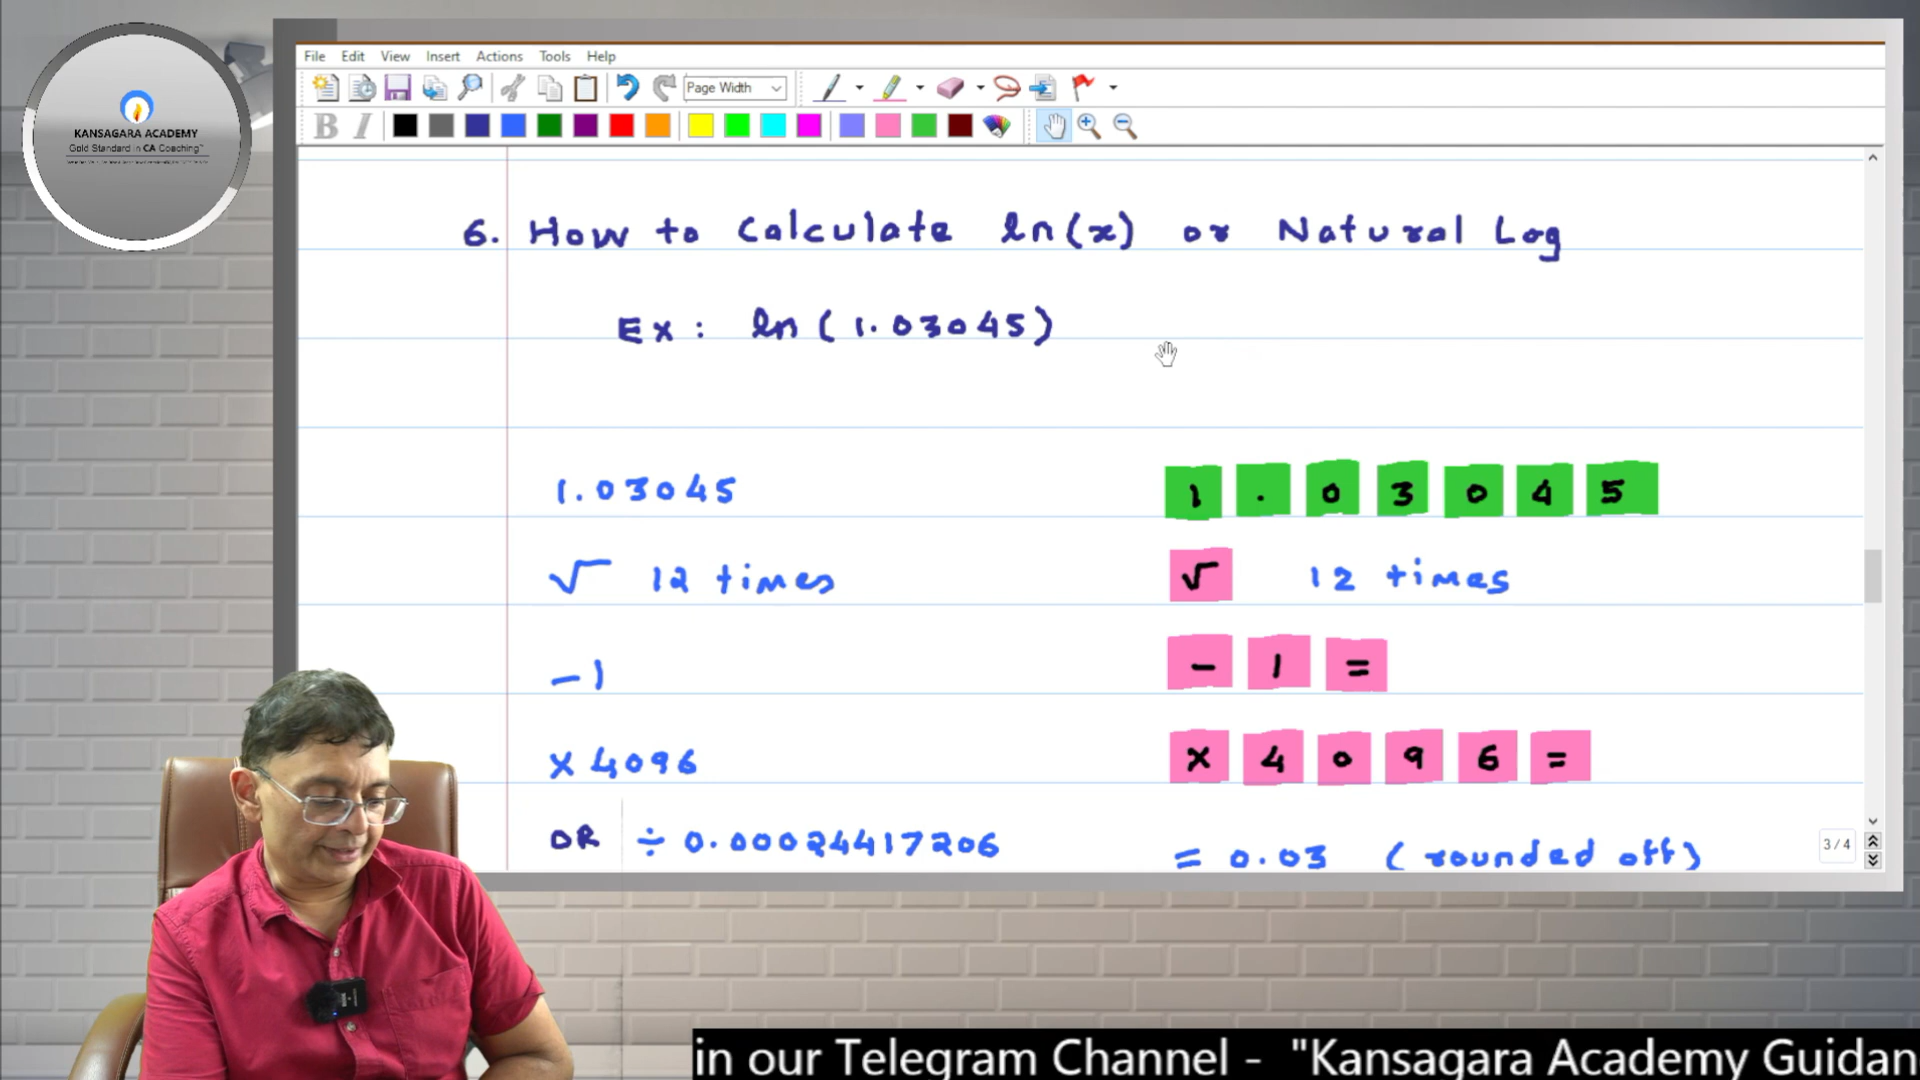 KANSAGARA ACADEMY
Gold Standard in CA Coaching™
File Edit View Insert Actions Tools Help
Page Width
B I
6. How to Calculate ln(x) or Natural Log
Ex: ln(1.03045)
1.03045
1 . 0 3 0 4 5
√ 12 times
√ 12 times
-1
- 1 =
× 4096
× 4 0 9 6 =
OR ÷ 0.00024417206
= 0.03 (rounded off)
3 / 4
in our Telegram Channel - "Kansagara Academy Guidan